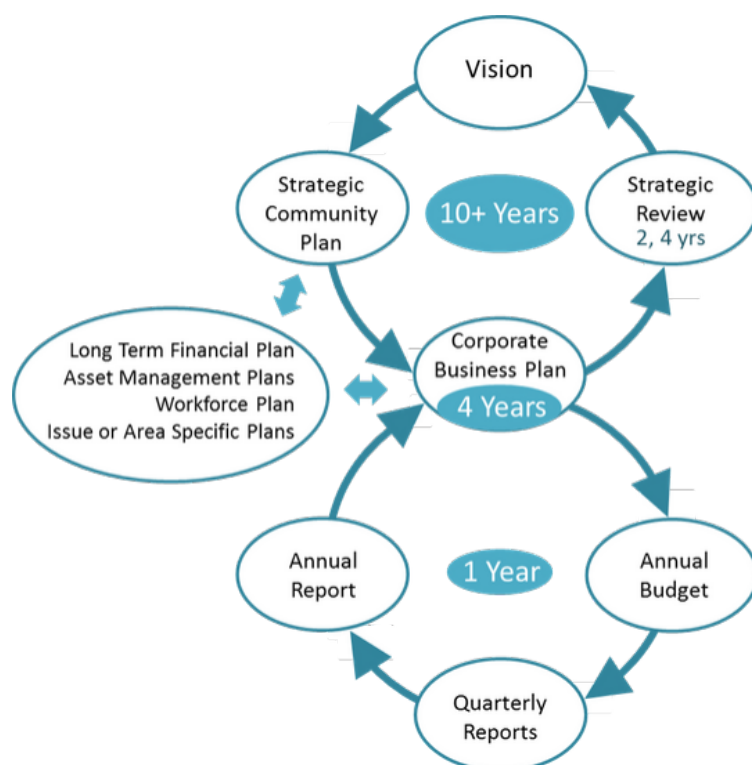 Vision
Strategic
Community
Plan
10+ Years
Strategic
Review
2, 4 yrs
Long Term Financial Plan
Asset Management Plans
Workforce Plan
Issue or Area Specific Plans
Corporate
Business Plan
4 Years
Annual
Report
1 Year
Annual
Budget
Quarterly
Reports